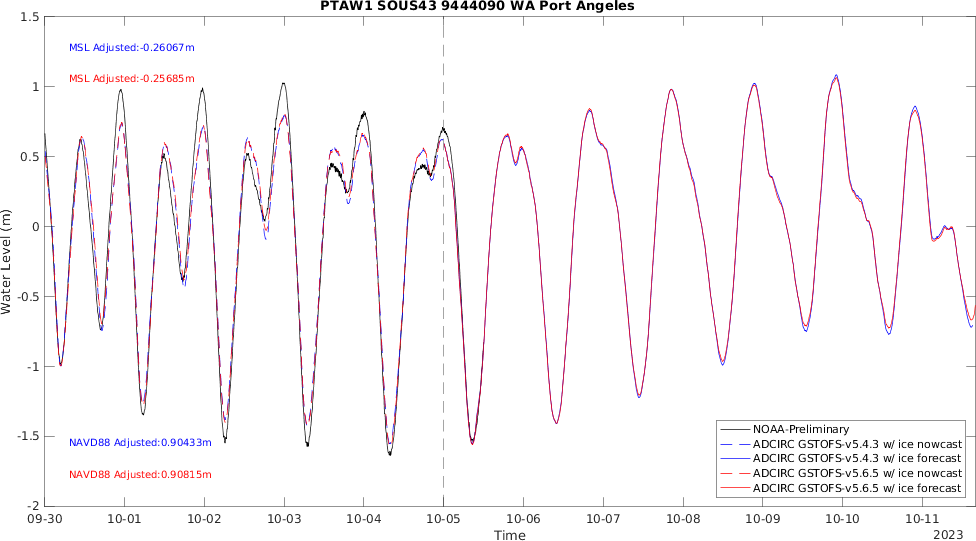 PTAW1 SOUS43 9444090 WA Port Angeles
1.5
MSL Adjusted:-0.26067m
MSL Adjusted:-0.25685m
1
0.5
0
-0.5
-1
-1.5
-2
Water Level (m)
NAVD88 Adjusted:0.90433m
NAVD88 Adjusted:0.90815m
NOAA-Preliminary
ADCIRC GSTOFS-v5.4.3 w/ ice nowcast
ADCIRC GSTOFS-v5.4.3 w/ ice forecast
ADCIRC GSTOFS-v5.6.5 w/ ice nowcast
ADCIRC GSTOFS-v5.6.5 w/ ice forecast
09-30 10-01 10-02 10-03 10-04 10-05 10-06 10-07 10-08 10-09 10-10 10-11
Time
2023